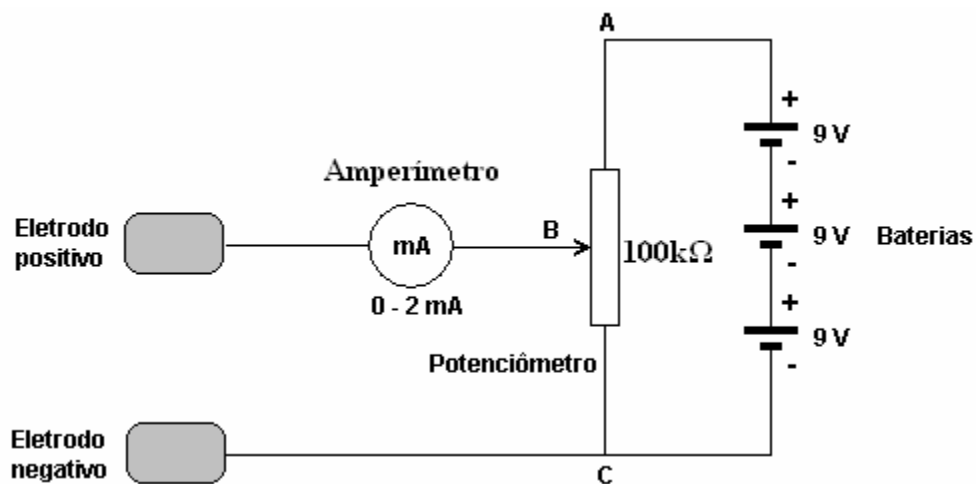 A
+
9 V
-
Amperímetro
+
Eletrodo
positivo
mA
B
100kΩ
9 V
Baterias
-
0 - 2 mA
+
9 V
Potenciômetro
-
Eletrodo
negativo
C